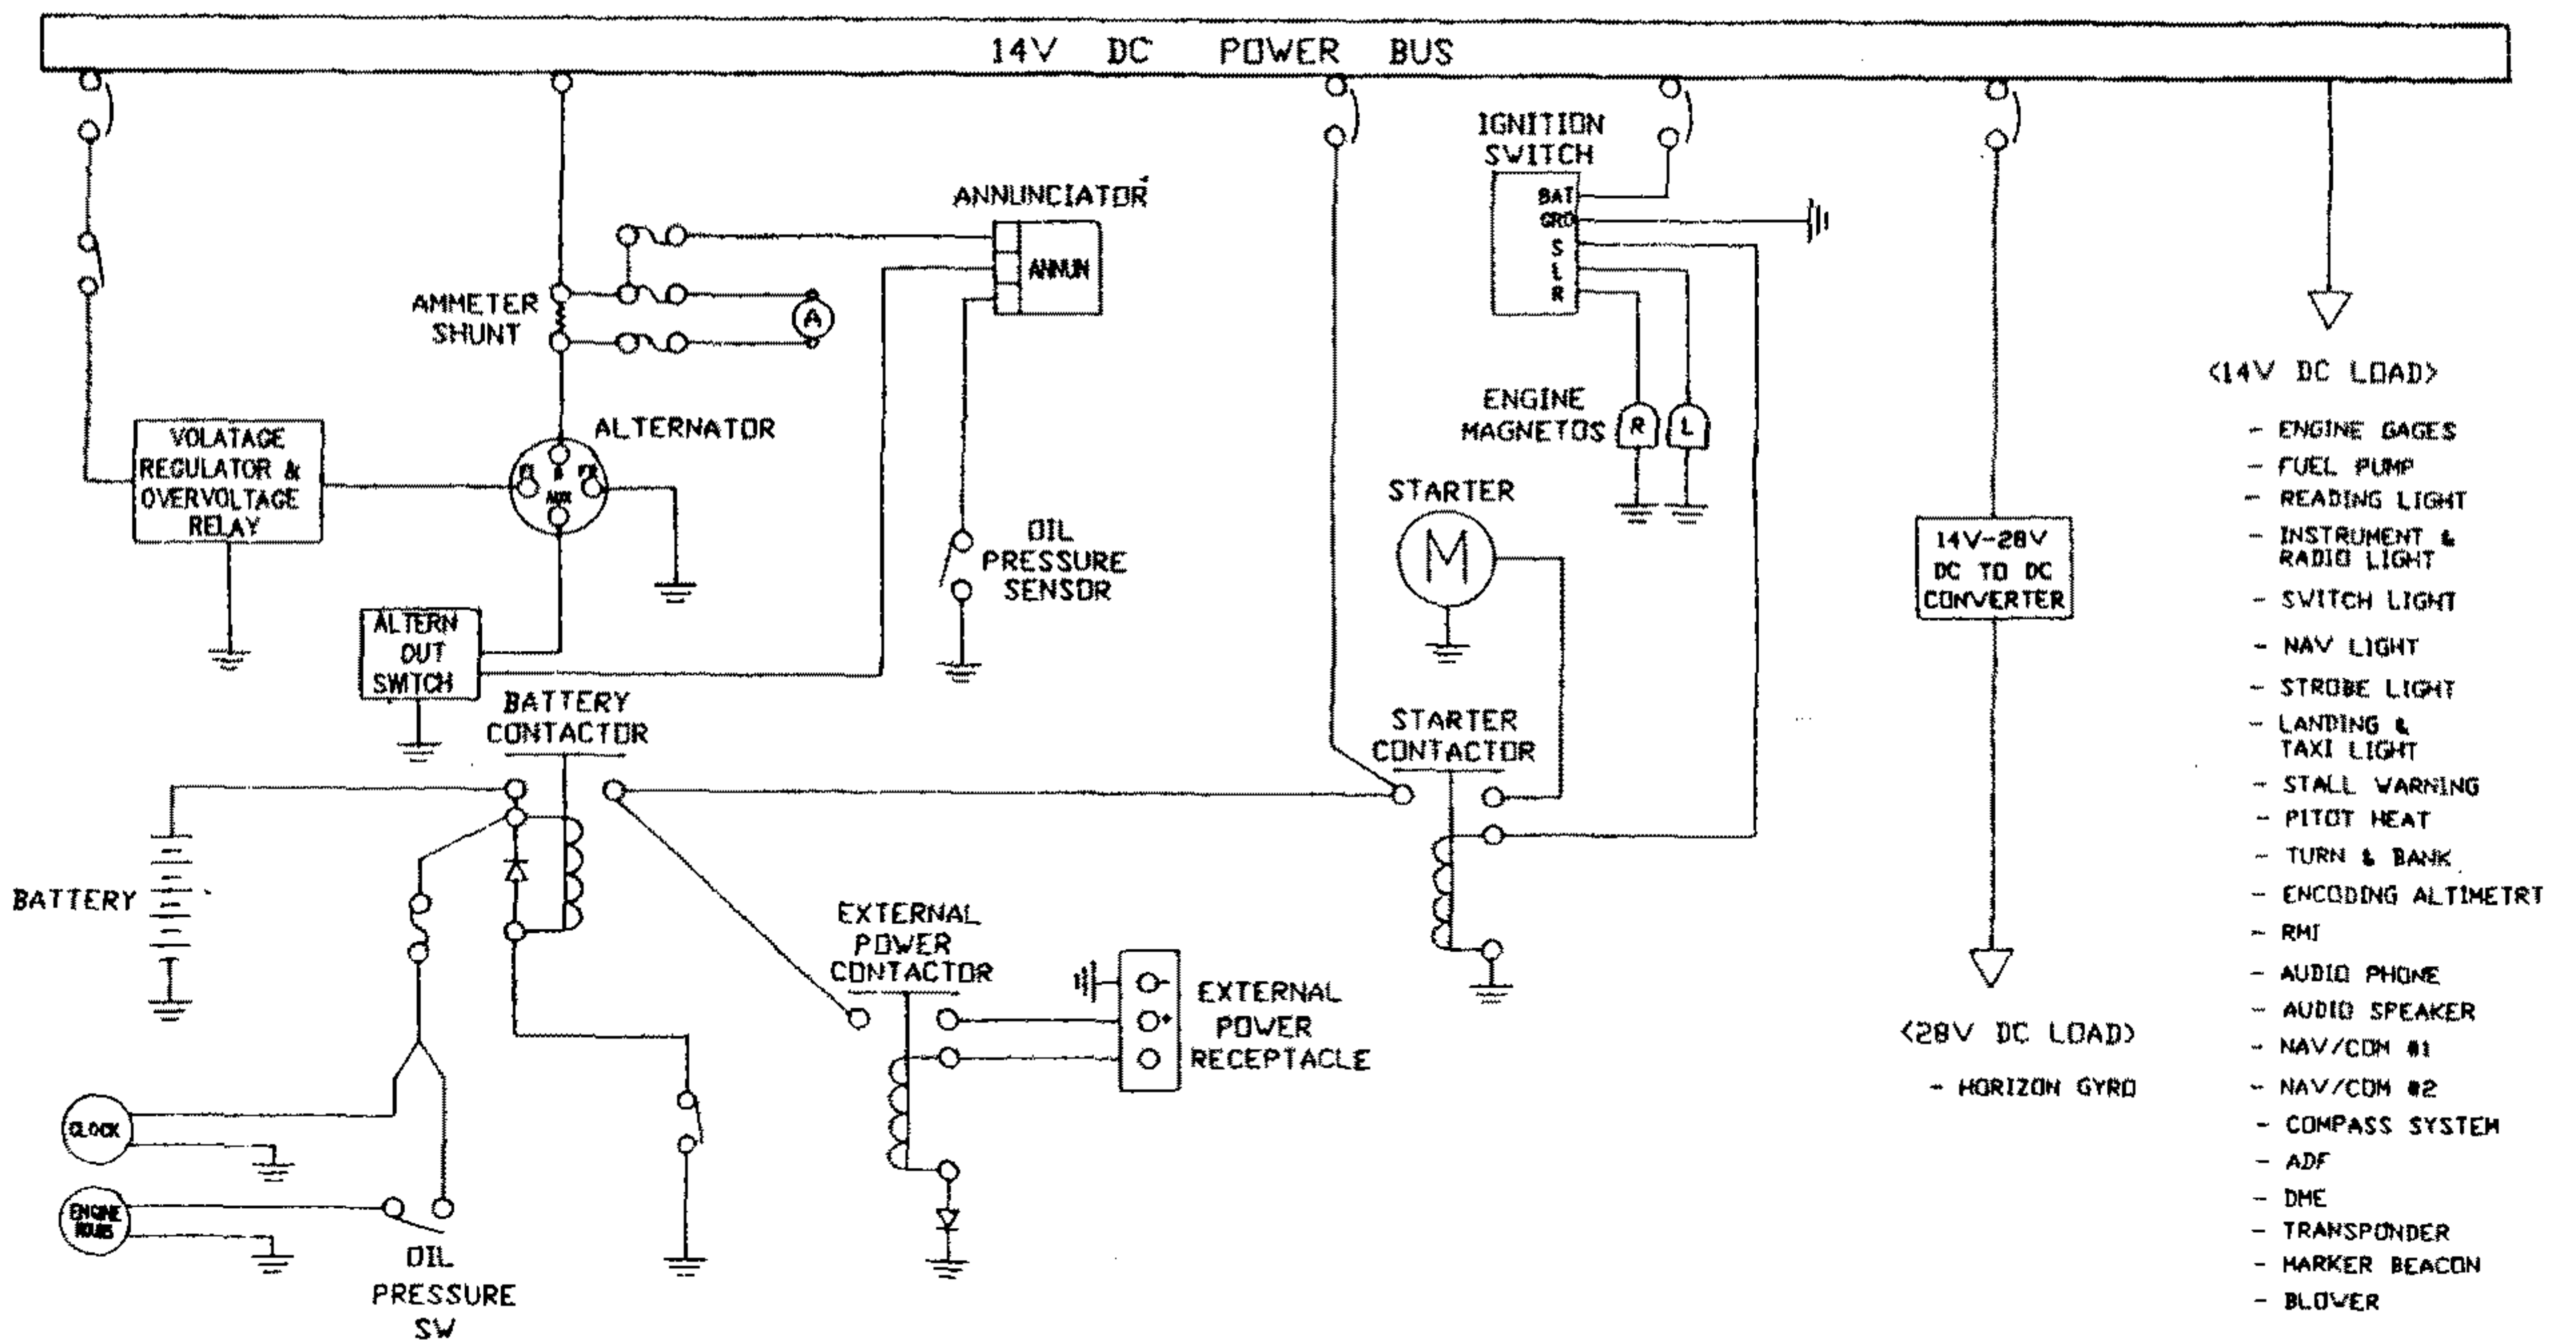 14V DC POWER BUS
IGNITION
SWITCH
BAT
GRD
S
L
R
ANNUNCIATOR
ANNUN
AMMETER
SHUNT
A
<14V DC LOAD>
- ENGINE GAGES
- FUEL PUMP
- READING LIGHT
- INSTRUMENT &
RADIO LIGHT
- SWITCH LIGHT
- NAV LIGHT
- STROBE LIGHT
- LANDING &
TAXI LIGHT
- STALL WARNING
- PITOT HEAT
- TURN & BANK
- ENCODING ALTIMETRT
- RMI
- AUDIO PHONE
- AUDIO SPEAKER
- NAV/COM #1
- NAV/COM #2
- COMPASS SYSTEM
- ADF
- DME
- TRANSPONDER
- MARKER BEACON
- BLOWER
ENGINE
MAGNETOS
R
L
VOLATAGE
REGULATOR &
OVERVOLTAGE
RELAY
ALTERNATOR
F1
B
F2
AUX
STARTER
M
OIL
PRESSURE
SENSOR
14V-28V
DC TO DC
CONVERTER
ALTERN
OUT
SWITCH
BATTERY
CONTACTOR
STARTER
CONTACTOR
BATTERY
EXTERNAL
POWER
CONTACTOR
-
+
EXTERNAL
POWER
RECEPTACLE
<28V DC LOAD>
- HORIZON GYRO
CLOCK
ENGINE
HOURS
OIL
PRESSURE
SW